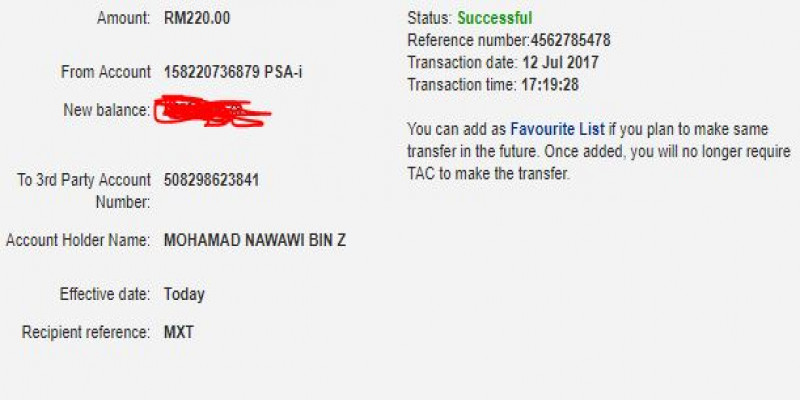 Amount: RM220.00
From Account 158220736879 PSA-i
New balance:
To 3rd Party Account 508298623841
Number:
Account Holder Name: MOHAMAD NAWAWI BIN Z
Effective date: Today
Recipient reference: MXT
Status: Successful
Reference number:4562785478
Transaction date: 12 Jul 2017
Transaction time: 17:19:28
You can add as Favourite List if you plan to make same
transfer in the future. Once added, you will no longer require
TAC to make the transfer.